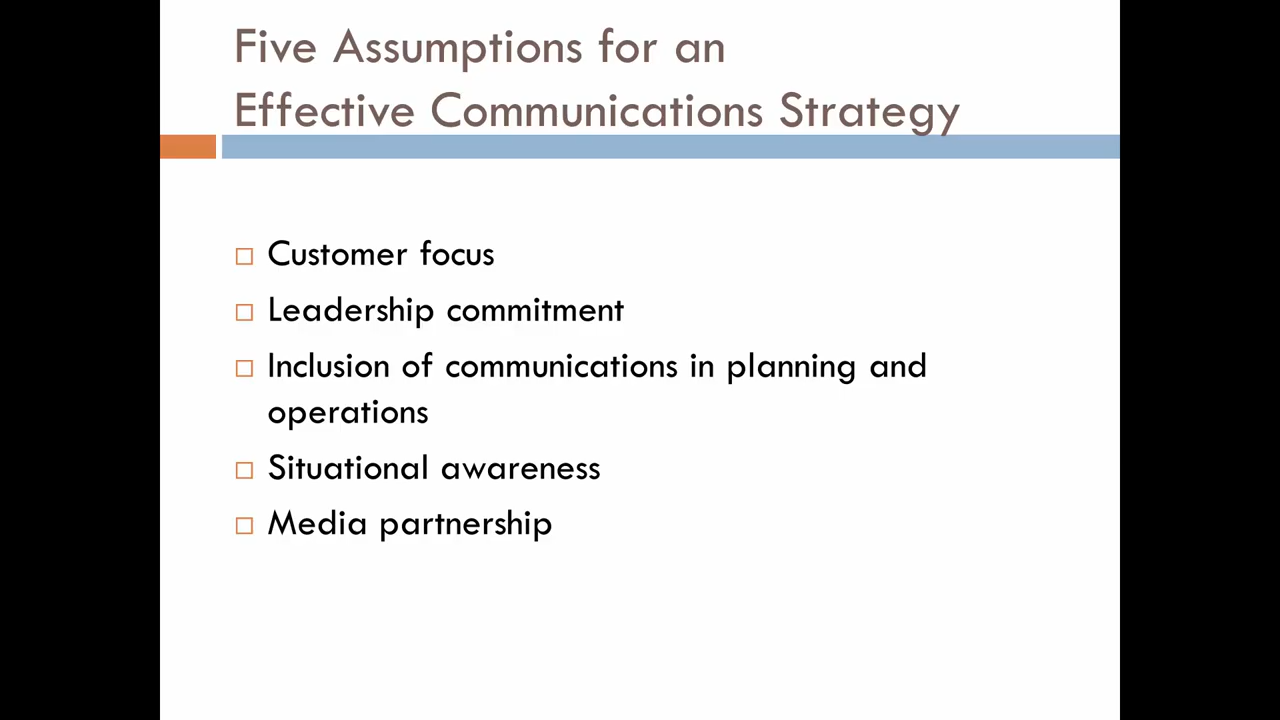 Five Assumptions for an
Effective Communications Strategy
Customer focus
Leadership commitment
Inclusion of communications in planning and
operations
Situational awareness
Media partnership